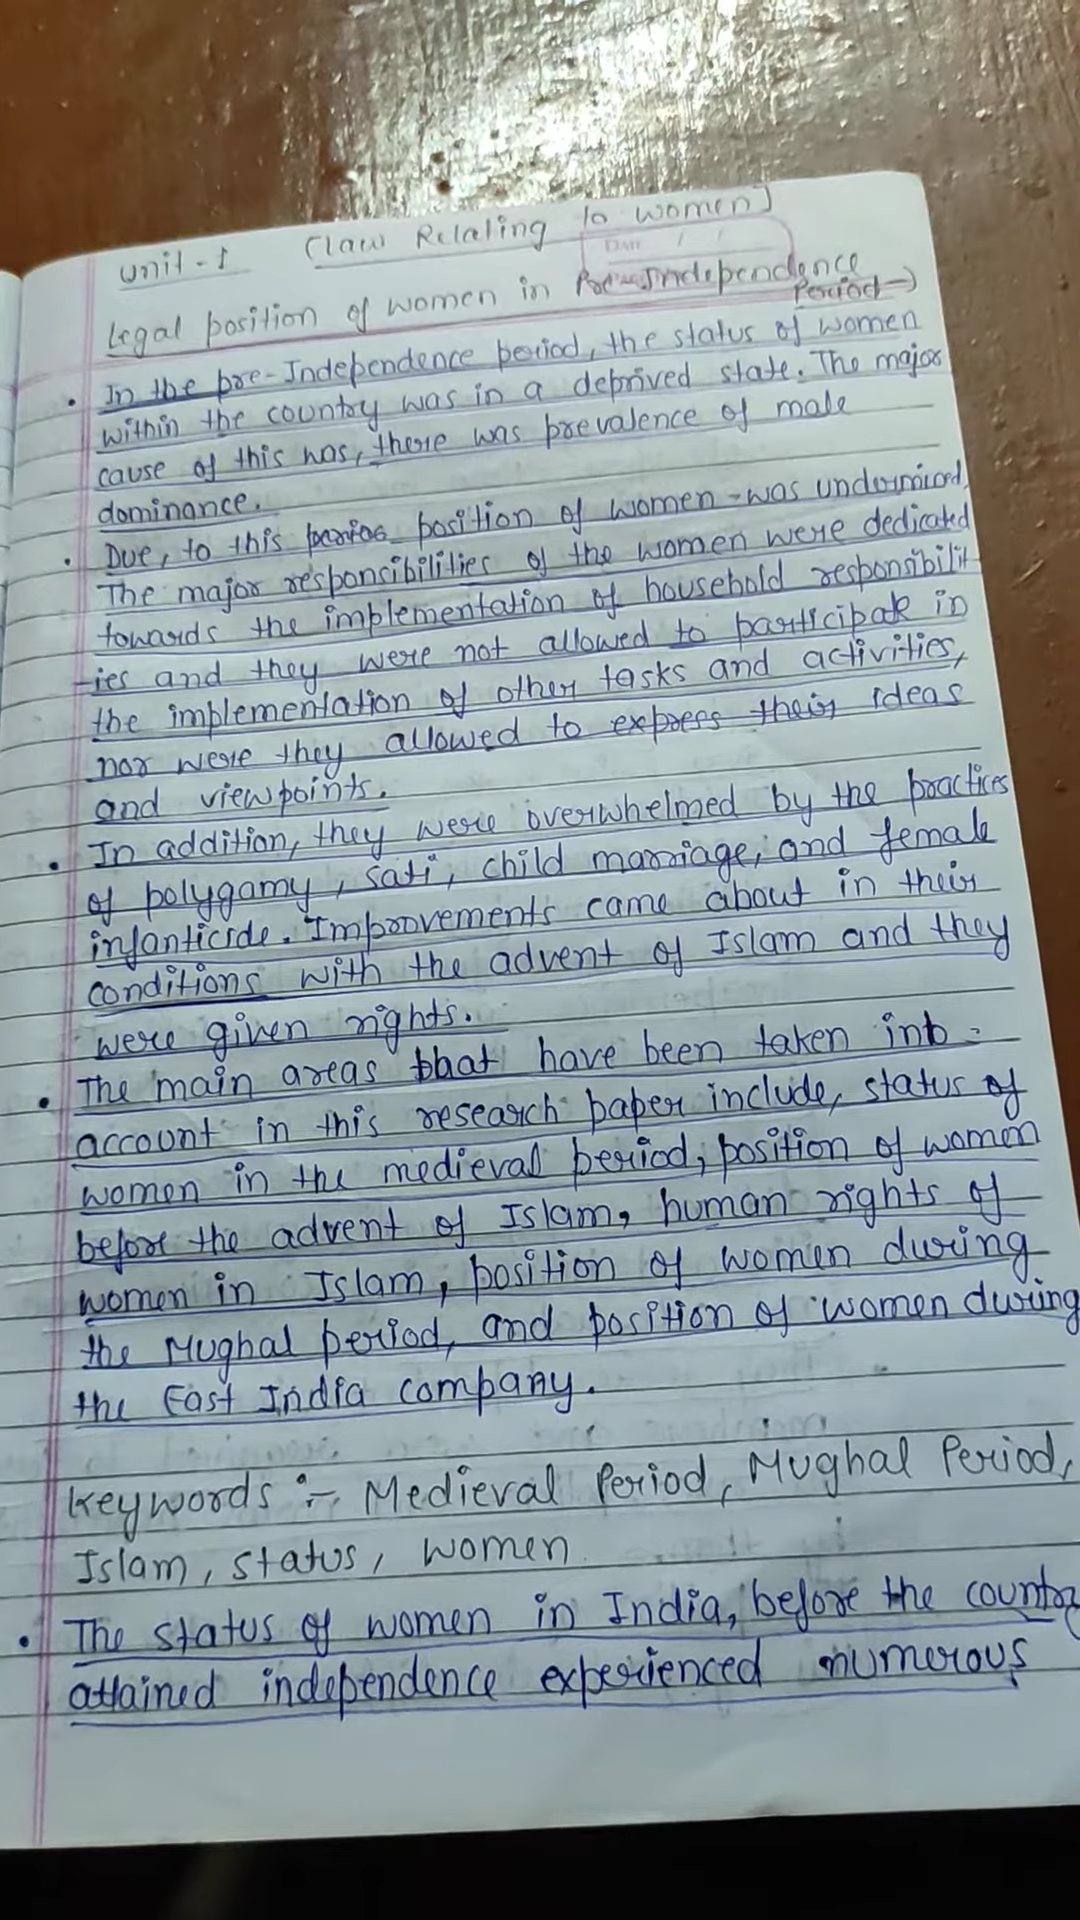 Unit - 1 (Law Relating to women)
DATE / /
Legal position of women in Pre-Independence
Period →
• In the pre-Independence period, the status of women
within the country was in a deprived state. The major
cause of this was, there was prevalence of male
dominance.
• Due, to this position of women was undermined.
The major responsibilities of the women were dedicated
towards the implementation of household responsibilit
-ies and they were not allowed to participate in
the implementation of other tasks and activities,
nor were they allowed to express their ideas
and viewpoints.
• In addition, they were overwhelmed by the practices
of polygamy, sati, child marriage, and female
infanticide. Improvements came about in their
conditions with the advent of Islam and they
were given rights.
• The main areas that have been taken into -
account in this research paper include, status of
women in the medieval period, position of women
before the advent of Islam, human rights of
women in Islam, position of women during
the Mughal period, and position of women during
the East India company.
Keywords :- Medieval Period, Mughal Period,
Islam, status, women
• The status of women in India, before the country
attained independence experienced numerous